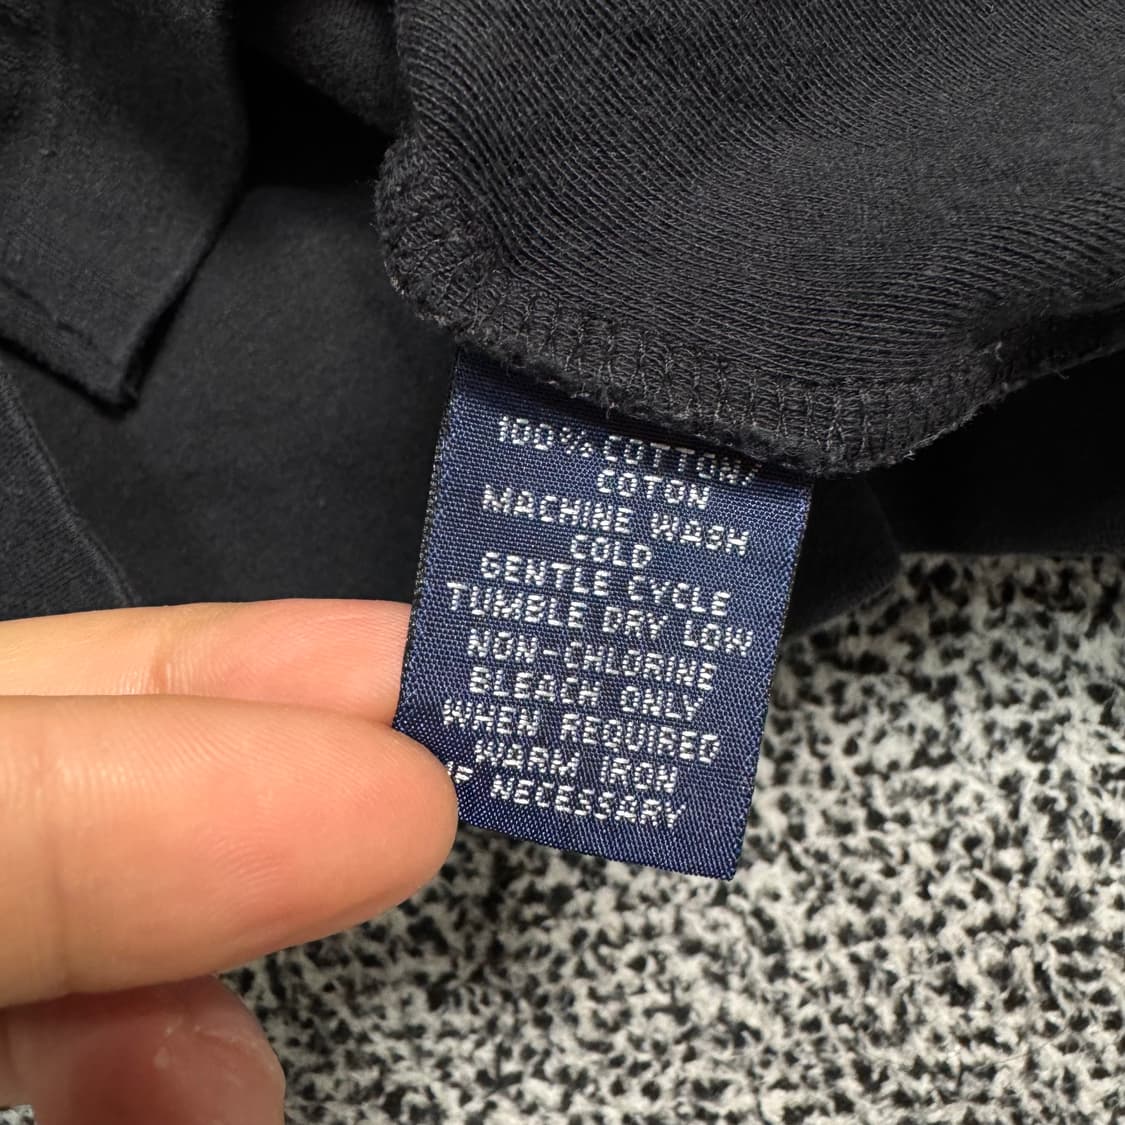 100% COTTON/
COTON
MACHINE WASH
COLD
GENTLE CYCLE
TUMBLE DRY LOW
NON-CHLORINE
BLEACH ONLY
WHEN REQUIRED
WARM IRON
IF NECESSARY